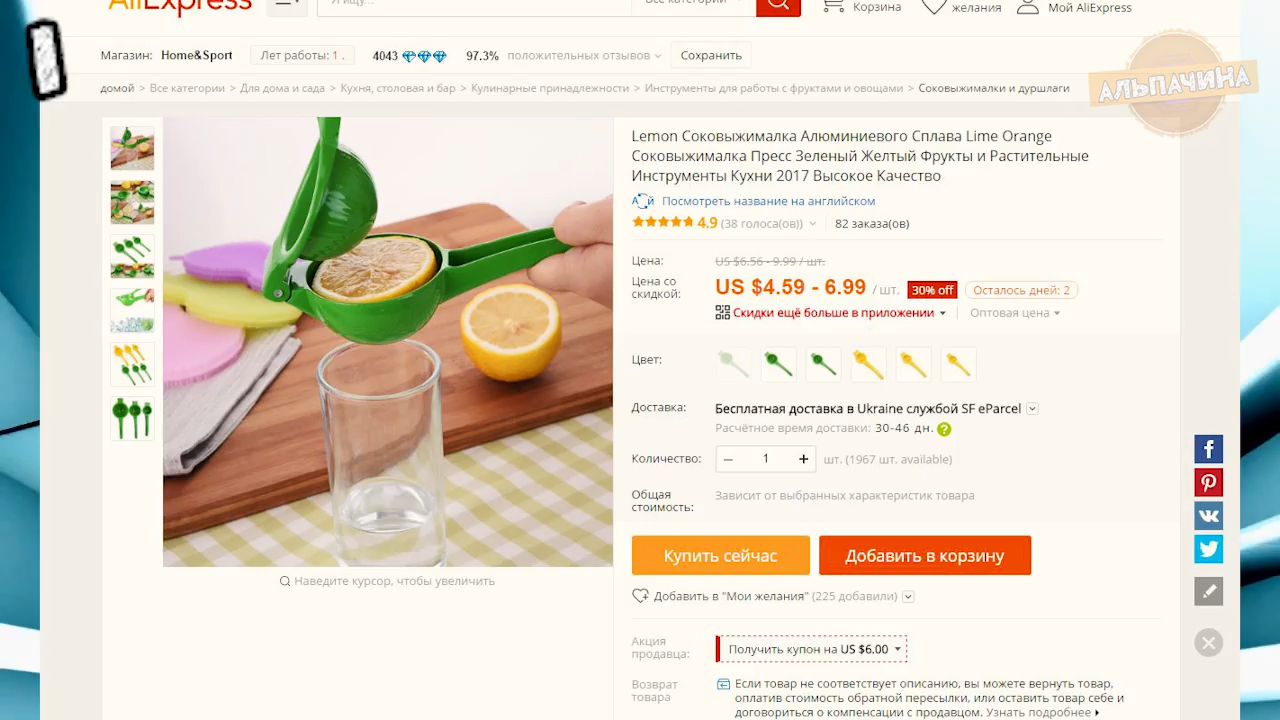 AliExpress
Я ищу...
Все категории
Корзина
желания
Мой AliExpress
Магазин: Home&Sport
Лет работы: 1 .
4043
97.3% положительных отзывов
Сохранить
АЛЬПАЧИНА
домой > Все категории > Для дома и сада > Кухня, столовая и бар > Кулинарные принадлежности > Инструменты для работы с фруктами и овощами > Соковыжималки и дуршлаги
Lemon Соковыжималка Алюминиевого Сплава Lime Orange
Соковыжималка Пресс Зеленый Желтый Фрукты и Растительные
Инструменты Кухни 2017 Высокое Качество
Посмотреть название на английском
4.9 (38 голоса(ов)) 82 заказа(ов)
Цена: US $6.56 - 9.99 / шт.
Цена со
скидкой:
US $4.59 - 6.99 / шт. 30% off Осталось дней: 2
Скидки ещё больше в приложении Оптовая цена
Цвет:
Доставка: Бесплатная доставка в Ukraine службой SF eParcel
Расчётное время доставки: 30-46 дн. ?
Количество: – 1 + шт. (1967 шт. available)
Общая
стоимость:
Зависит от выбранных характеристик товара
Купить сейчас
Добавить в корзину
Наведите курсор, чтобы увеличить
Добавить в "Мои желания" (225 добавили)
Акция
продавца:
Получить купон на US $6.00
Возврат
товара
Если товар не соответствует описанию, вы можете вернуть товар,
оплатив стоимость обратной пересылки, или оставить товар себе и
договориться о компенсации с продавцом. Узнать подробнее